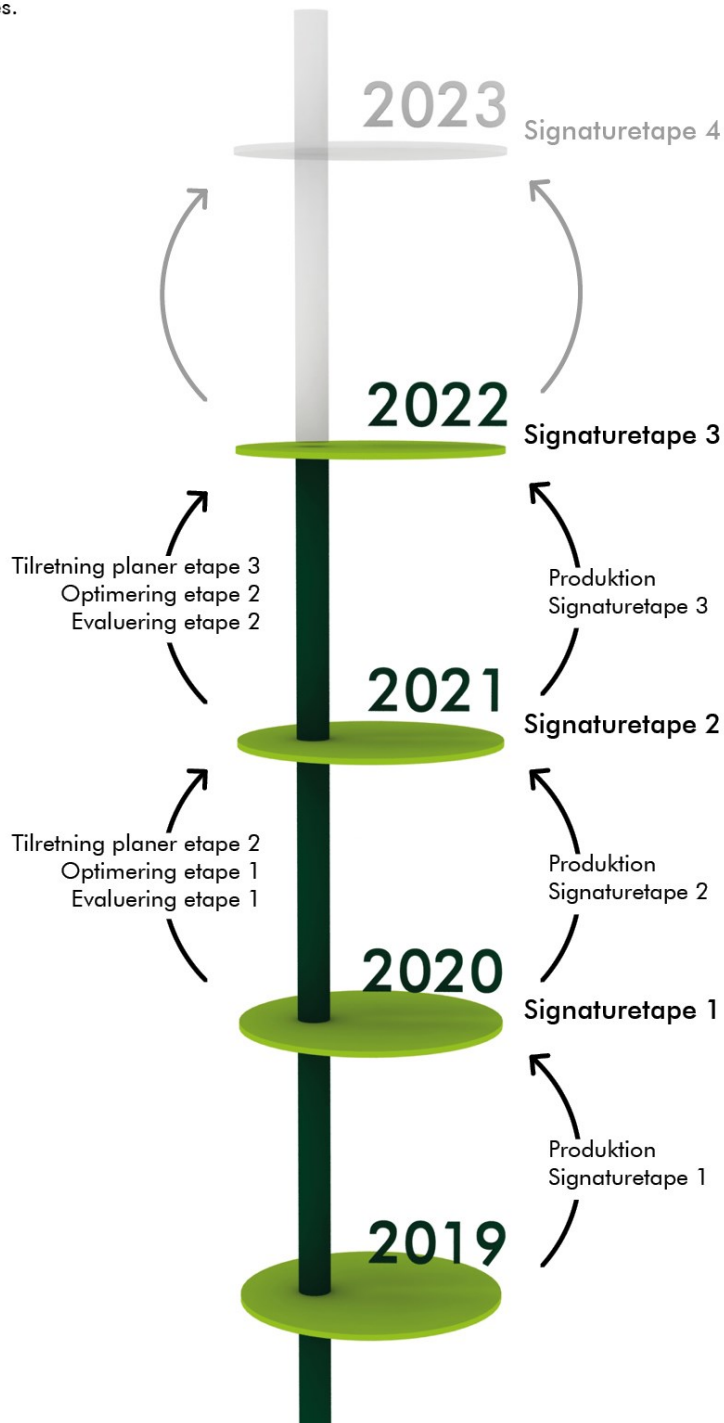 2023
Signaturetape 4
2022
Signaturetape 3
Tilretning planer etape 3
Optimering etape 2
Evaluering etape 2
Produktion
Signaturetape 3
2021
Signaturetape 2
Tilretning planer etape 2
Optimering etape 1
Evaluering etape 1
Produktion
Signaturetape 2
2020
Signaturetape 1
Produktion
Signaturetape 1
2019